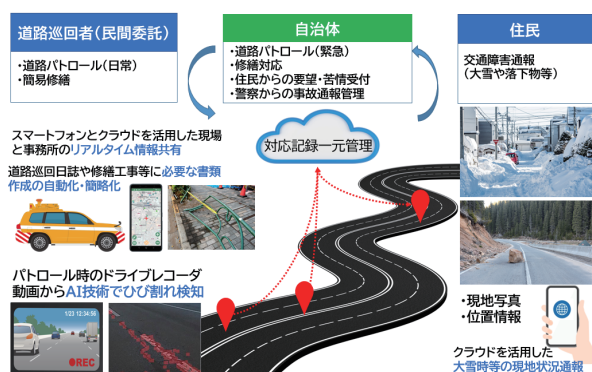 道路巡回者(民間委託)
・道路パトロール(日常)
・簡易修繕
自治体
・道路パトロール(緊急)
・修繕対応
・住民からの要望・苦情受付
・警察からの事故通報管理
住民
交通障害通報
(大雪や落下物等)
スマートフォンとクラウドを活用した現場
と事務所のリアルタイム情報共有
道路巡回日誌や修繕工事等に必要な書類
作成の自動化・簡略化
対応記録一元管理
パトロール時のドライブレコーダ
動画からAI技術でひび割れ検知
1/23 12:34:56
REC
・現地写真
・位置情報
クラウドを活用した
大雪時等の現地状況通報